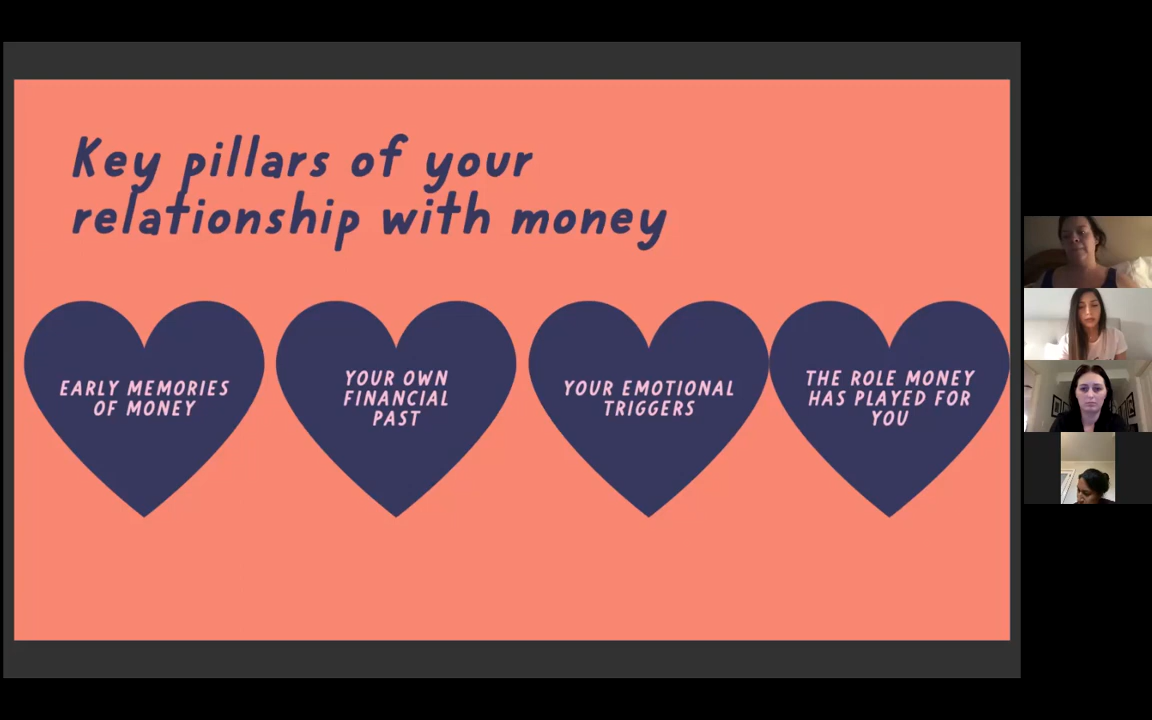 Key pillars of your
relationship with money
EARLY MEMORIES
OF MONEY
YOUR OWN
FINANCIAL
PAST
YOUR EMOTIONAL
TRIGGERS
THE ROLE MONEY
HAS PLAYED FOR
YOU